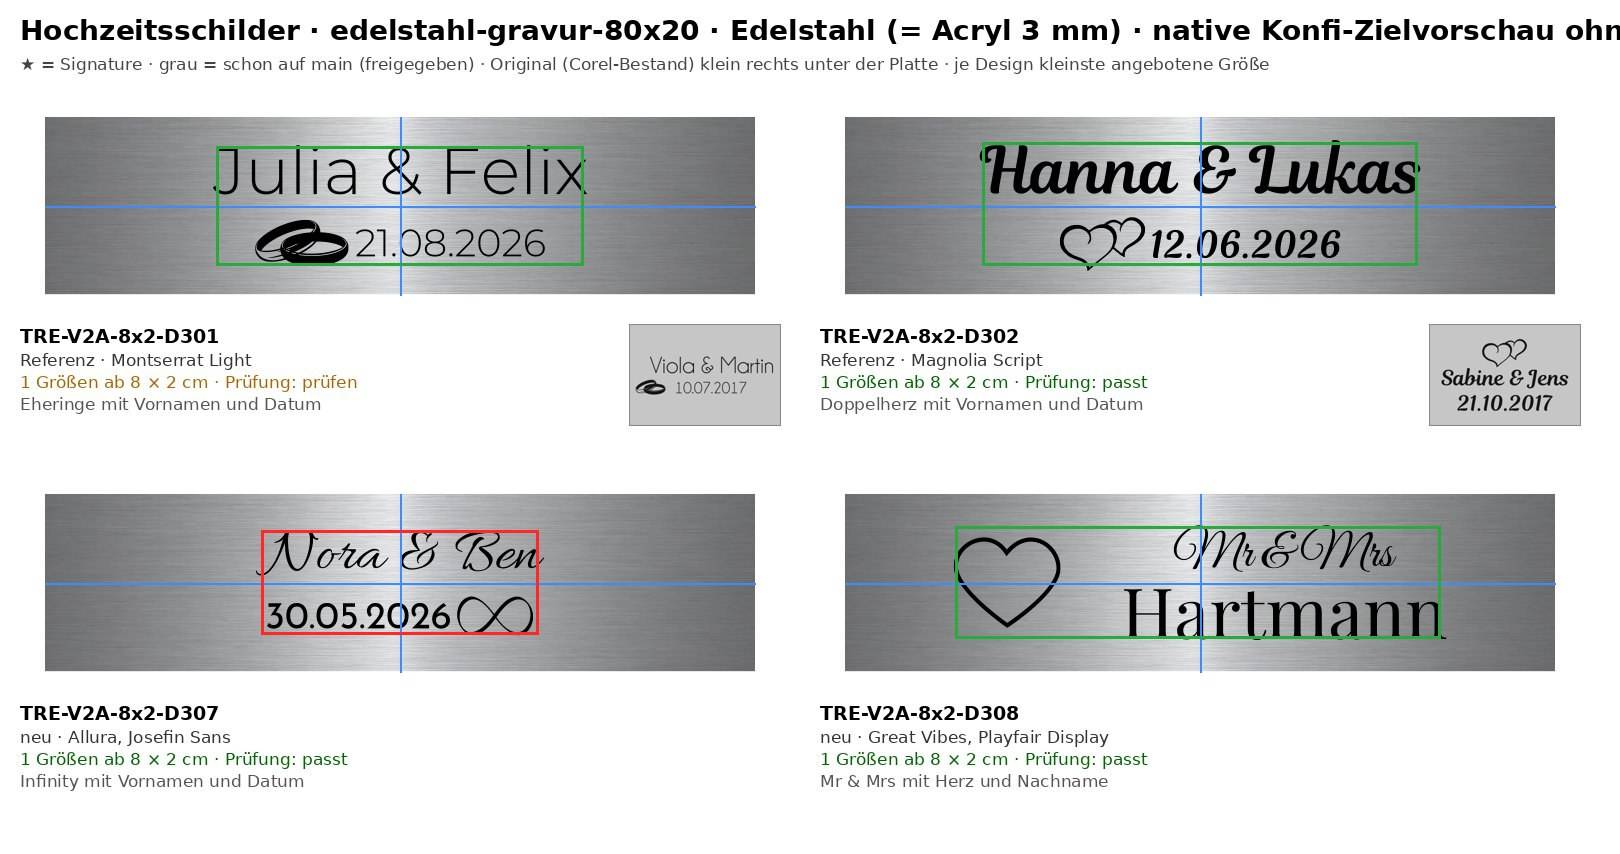 Hochzeitsschilder · edelstahl-gravur-80x20 · Edelstahl (= Acryl 3 mm) · native Konfi-Zielvorschau ohn
★ = Signature · grau = schon auf main (freigegeben) · Original (Corel-Bestand) klein rechts unter der Platte · je Design kleinste angebotene Größe
Julia & Felix
21.08.2026
TRE-V2A-8x2-D301
Referenz · Montserrat Light
1 Größen ab 8 × 2 cm · Prüfung: prüfen
Eheringe mit Vornamen und Datum
Viola & Martin
10.07.2017
Hanna & Lukas
12.06.2026
TRE-V2A-8x2-D302
Referenz · Magnolia Script
1 Größen ab 8 × 2 cm · Prüfung: passt
Doppelherz mit Vornamen und Datum
Sabine & Jens
21.10.2017
Nora & Ben
30.05.2026
TRE-V2A-8x2-D307
neu · Allura, Josefin Sans
1 Größen ab 8 × 2 cm · Prüfung: passt
Infinity mit Vornamen und Datum
Mr & Mrs
Hartmann
TRE-V2A-8x2-D308
neu · Great Vibes, Playfair Display
1 Größen ab 8 × 2 cm · Prüfung: passt
Mr & Mrs mit Herz und Nachname